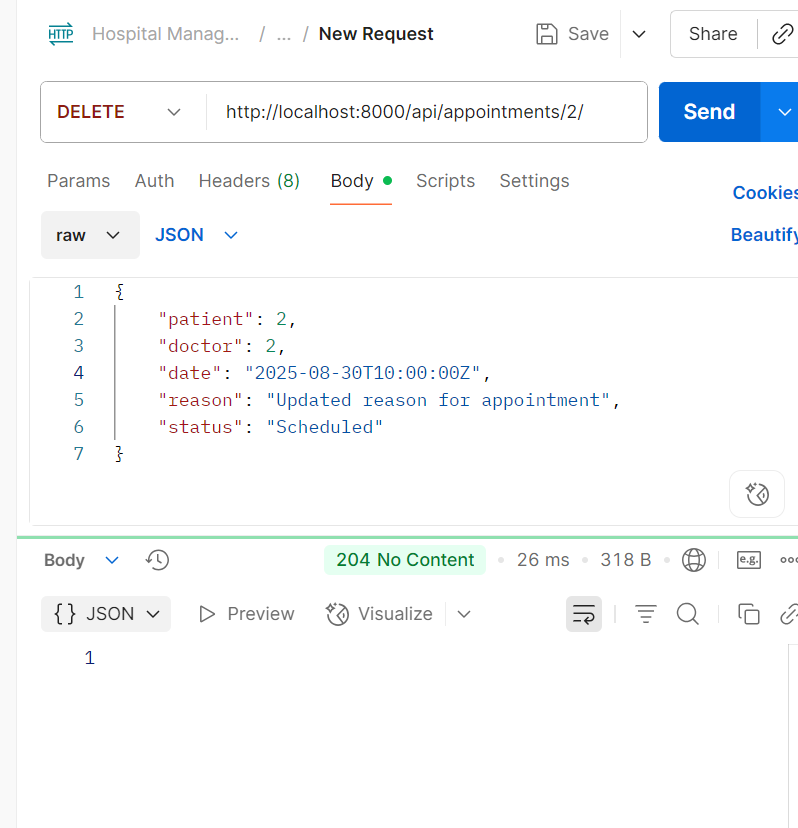 HTTP Hospital Manag... / ... / New Request Save Share
DELETE http://localhost:8000/api/appointments/2/ Send
Params Auth Headers (8) Body Scripts Settings
Cookies
raw JSON
Beautify
1 {
2 "patient": 2,
3 "doctor": 2,
4 "date": "2025-08-30T10:00:00Z",
5 "reason": "Updated reason for appointment",
6 "status": "Scheduled"
7 }
Body 204 No Content • 26 ms • 318 B • e.g. ooo
{} JSON Preview Visualize
1